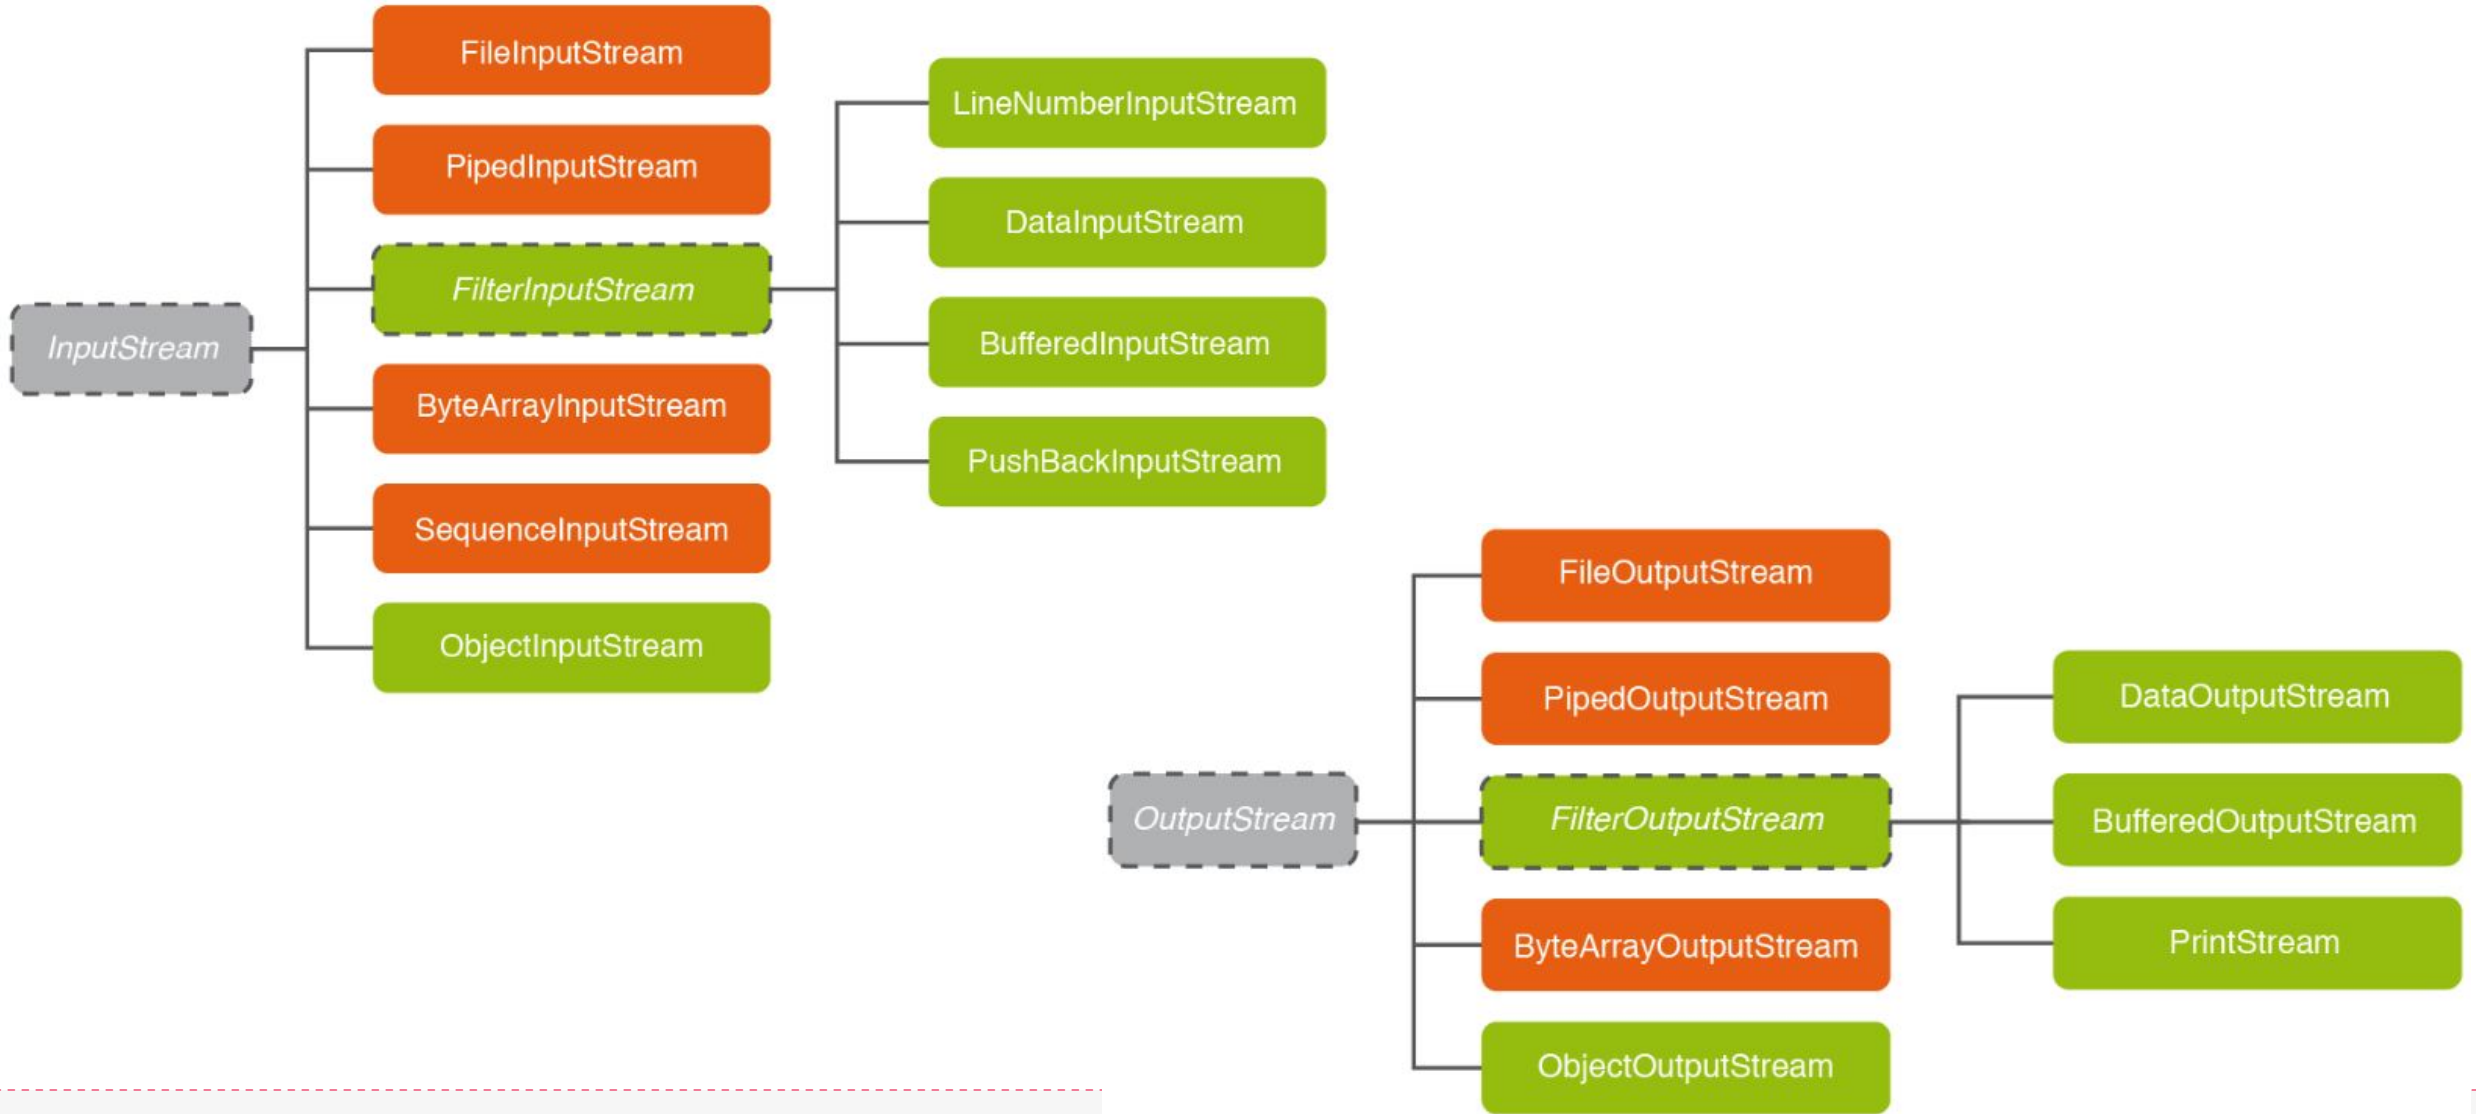 FileInputStream
PipedInputStream
FilterInputStream
InputStream
ByteArrayInputStream
SequenceInputStream
ObjectInputStream
LineNumberInputStream
DataInputStream
BufferedInputStream
PushBackInputStream
FileOutputStream
PipedOutputStream
FilterOutputStream
OutputStream
ByteArrayOutputStream
ObjectOutputStream
DataOutputStream
BufferedOutputStream
PrintStream